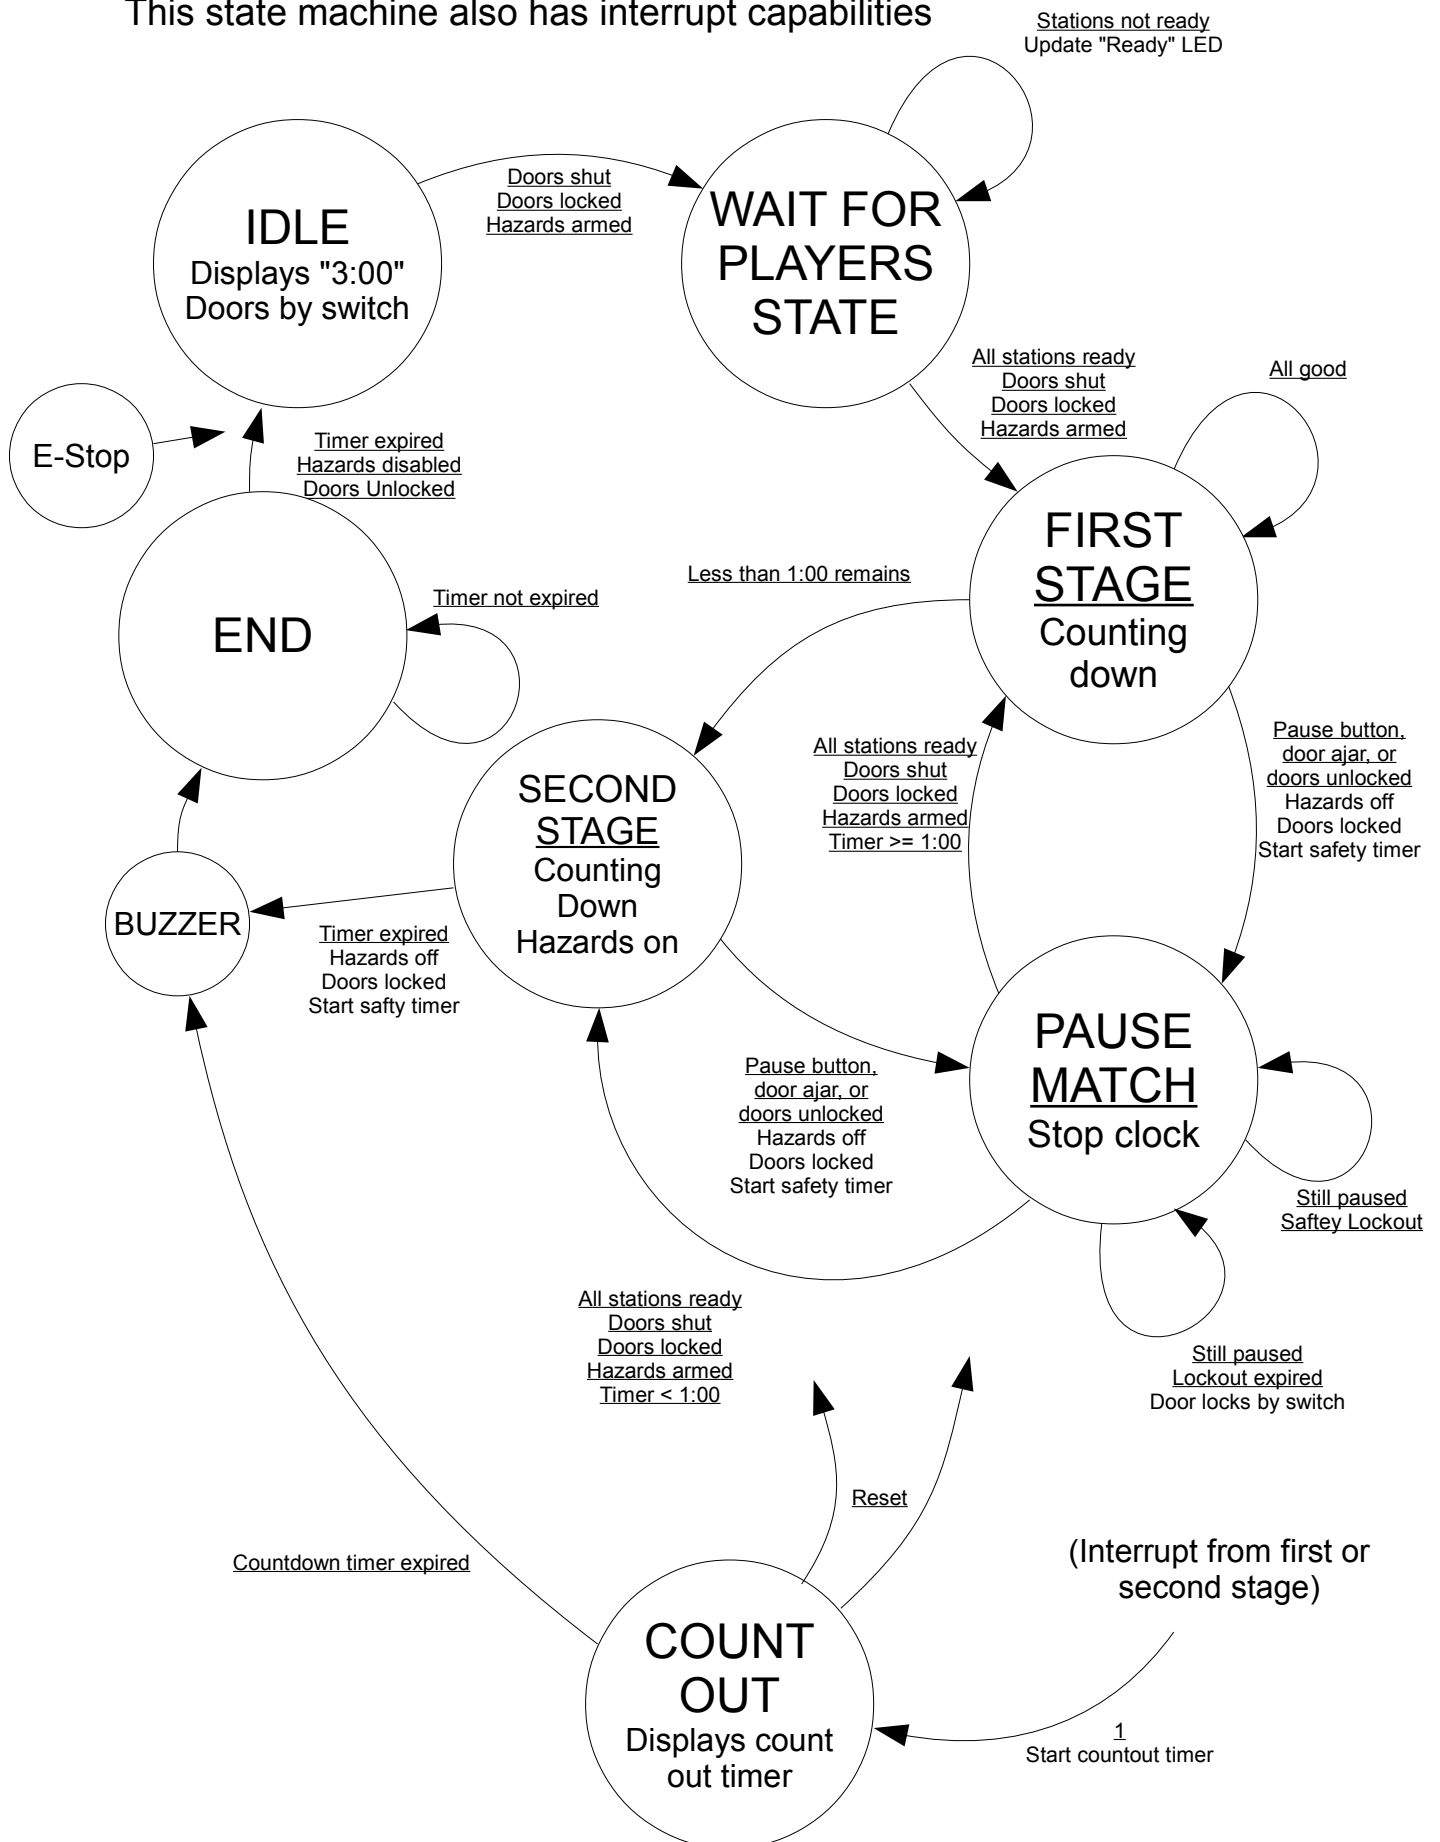 This state machine also has interrupt capabilities
Stations not ready
Update "Ready" LED
Doors shut
Doors locked
Hazards armed
IDLE
Displays "3:00"
Doors by switch
WAIT FOR
PLAYERS
STATE
All stations ready
Doors shut
Doors locked
Hazards armed
All good
E-Stop
Timer expired
Hazards disabled
Doors Unlocked
FIRST
STAGE
Counting
down
Less than 1:00 remains
Timer not expired
END
All stations ready
Doors shut
Doors locked
Hazards armed
Timer >= 1:00
Pause button,
door ajar, or
doors unlocked
Hazards off
Doors locked
Start safety timer
SECOND
STAGE
Counting
Down
Hazards on
BUZZER
Timer expired
Hazards off
Doors locked
Start safty timer
PAUSE
MATCH
Stop clock
Pause button,
door ajar, or
doors unlocked
Hazards off
Doors locked
Start safety timer
Still paused
Saftey Lockout
All stations ready
Doors shut
Doors locked
Hazards armed
Timer < 1:00
Still paused
Lockout expired
Door locks by switch
Reset
Countdown timer expired
(Interrupt from first or
second stage)
COUNT
OUT
Displays count
out timer
1
Start countout timer